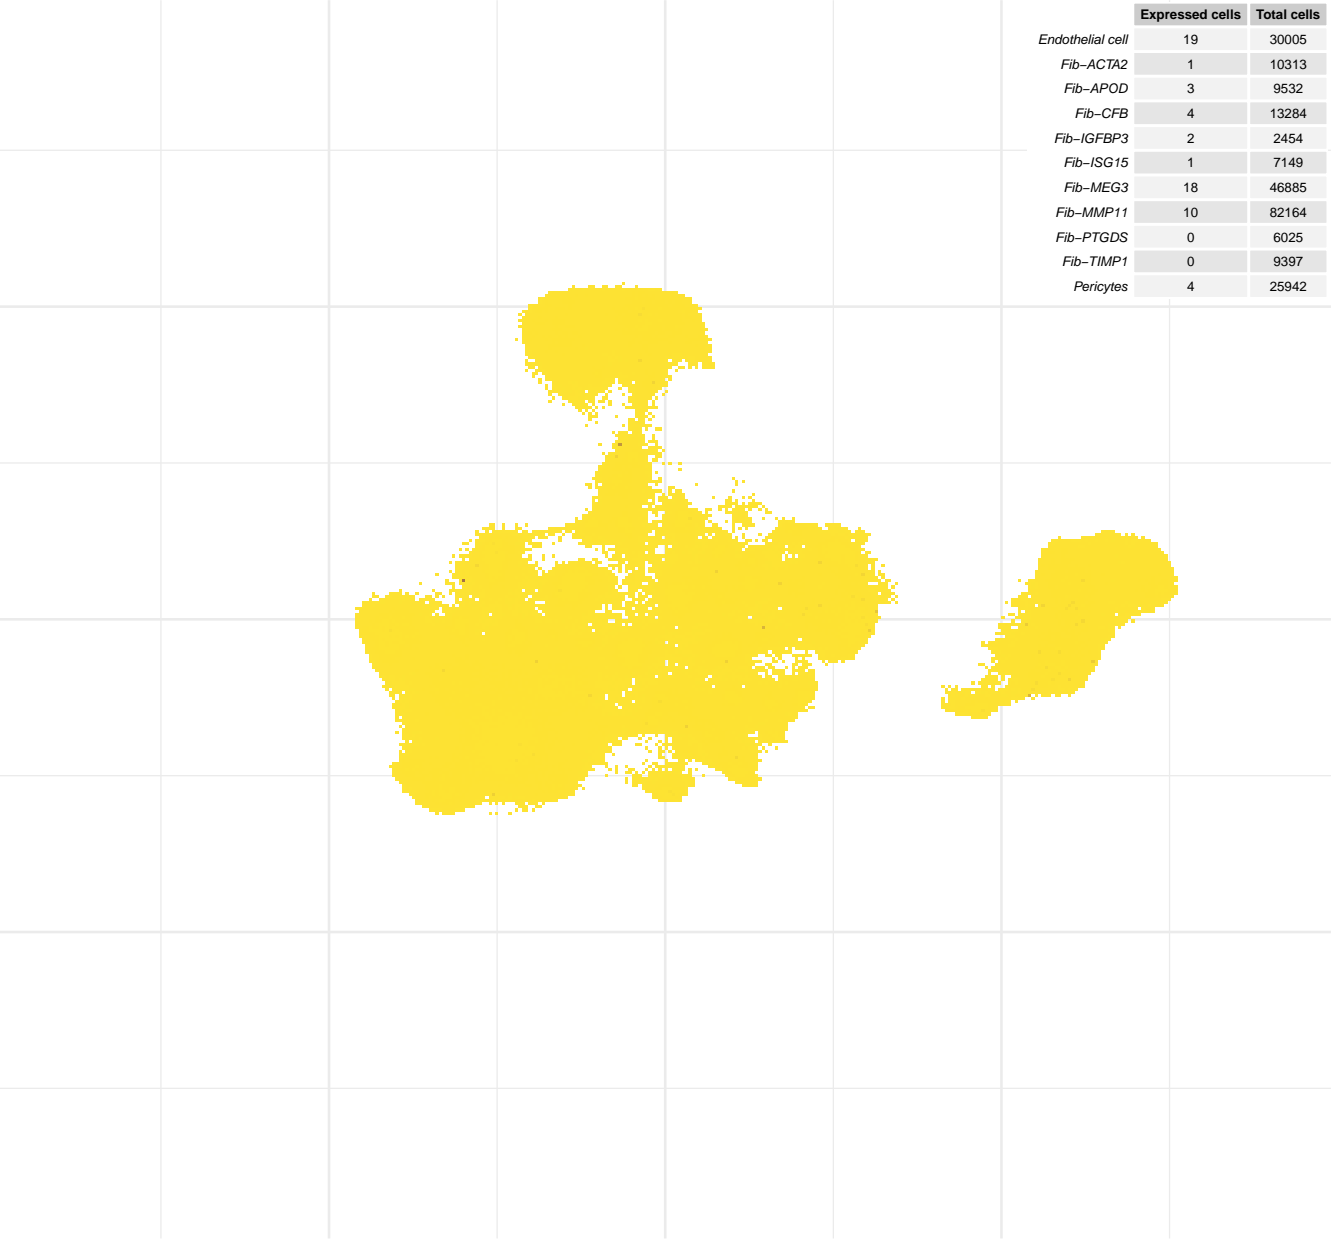 Expressed cells Total cells
Endothelial cell 19 30005
Fib−ACTA2 1 10313
Fib−APOD 3 9532
Fib−CFB 4 13284
Fib−IGFBP3 2 2454
Fib−ISG15 1 7149
Fib−MEG3 18 46885
Fib−MMP11 10 82164
Fib−PTGDS 0 6025
Fib−TIMP1 0 9397
Pericytes 4 25942